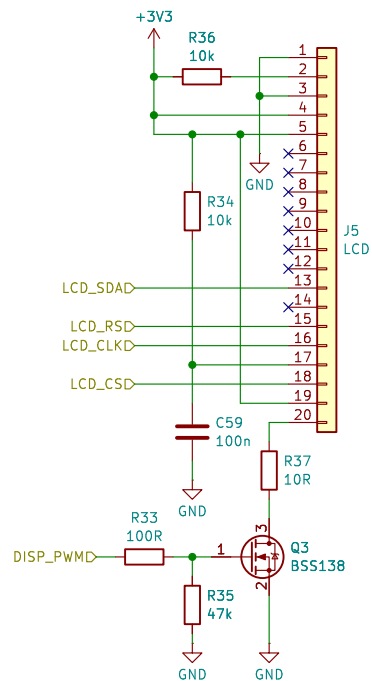 +3V3
R36
10k
1
2
3
4
5
GND
6
7
8
R34
10k
9
10
J5
LCD
11
12
LCD_SDA
13
14
LCD_RS
15
LCD_CLK
16
17
LCD_CS
18
19
C59
100n
20
R37
10R
GND
R33
100R
3
Q3
BSS138
DISP_PWM
1
2
R35
47k
GND
GND